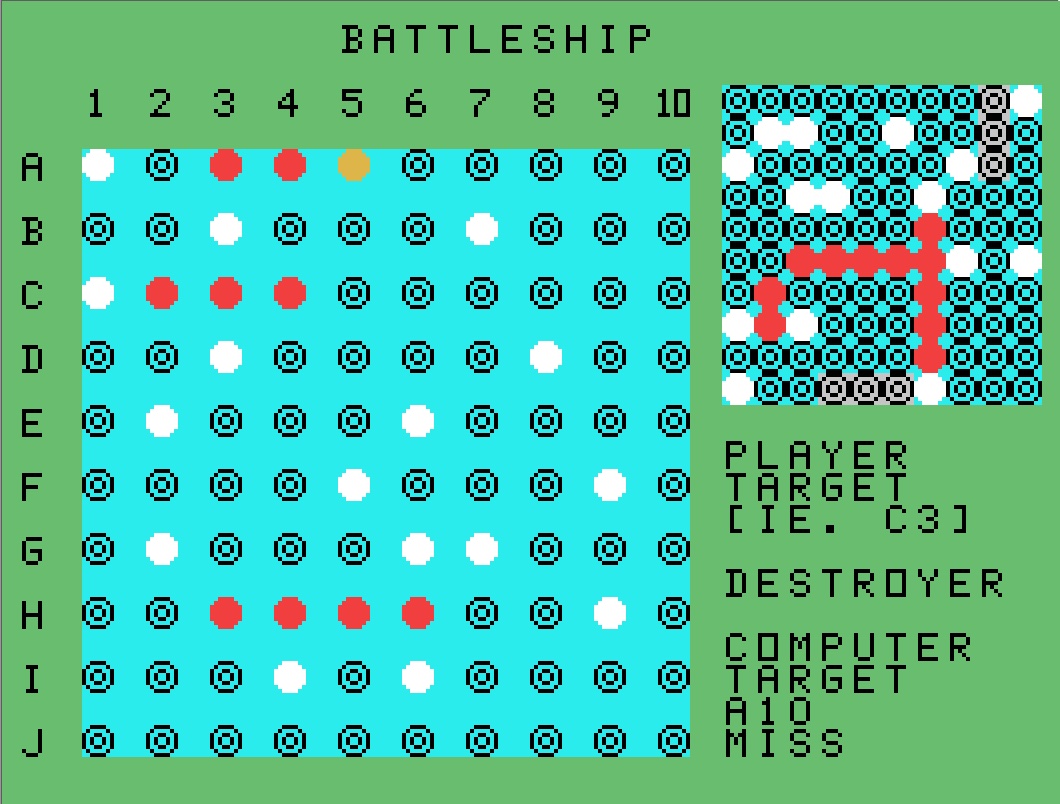 BATTLESHIP
1 2 3 4 5 6 7 8 9 10
A
B
C
D
E
F
G
H
I
J
PLAYER
TARGET
[IE. C3]
DESTROYER
COMPUTER
TARGET
A10
MISS